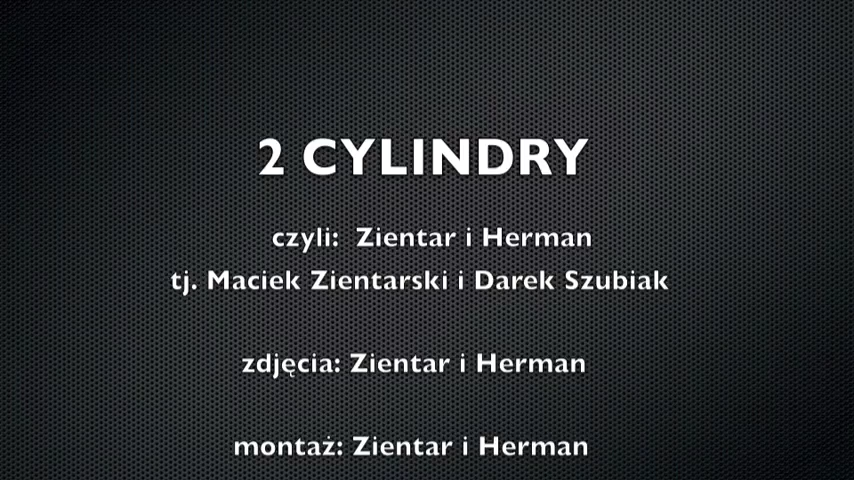 2 CYLINDRY
czyli: Zientar i Herman
tj. Maciek Zientarski i Darek Szubiak
zdjęcia: Zientar i Herman
montaż: Zientar i Herman